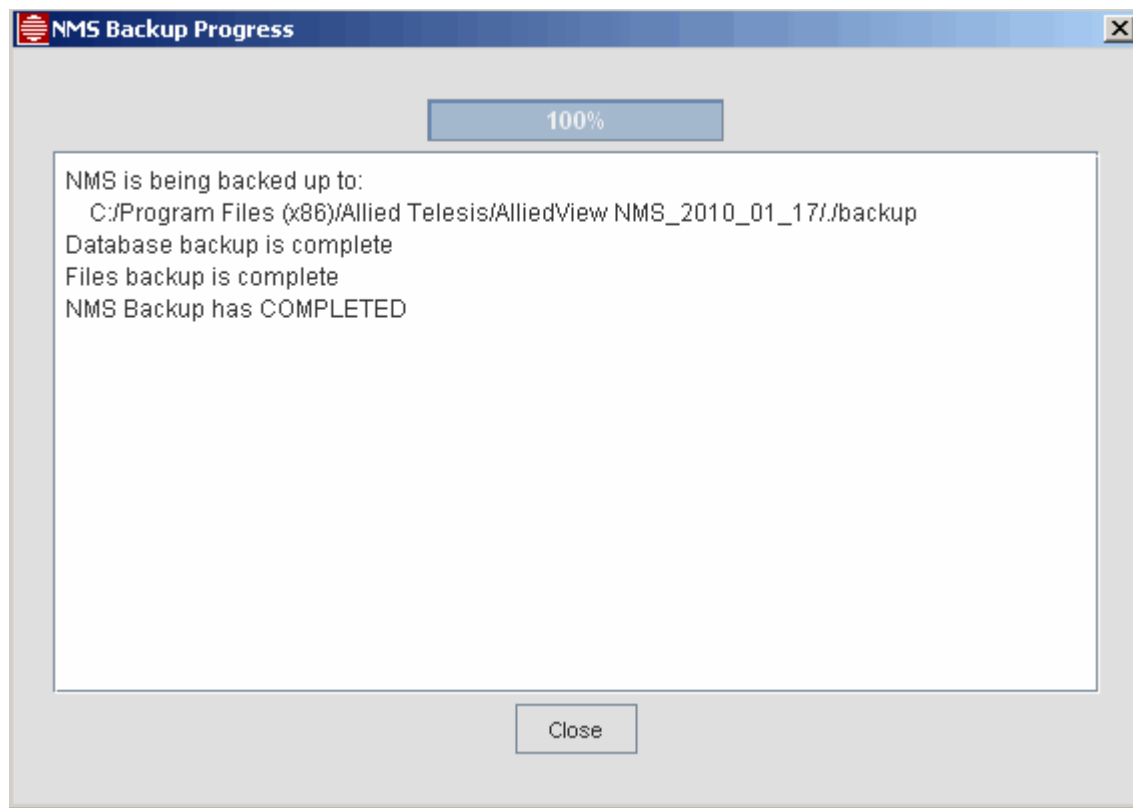 NMS Backup Progress
100%
NMS is being backed up to:
C:/Program Files (x86)/Allied Telesis/AlliedView NMS_2010_01_17/./backup
Database backup is complete
Files backup is complete
NMS Backup has COMPLETED
Close